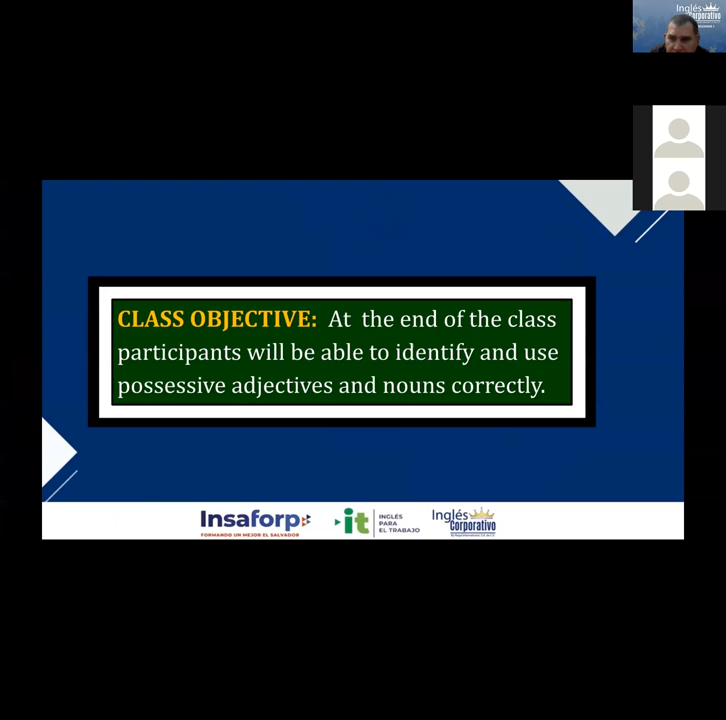 Inglés
Corporativo
CLASS OBJECTIVE: At the end of the class
participants will be able to identify and use
possessive adjectives and nouns correctly.
Insaforp
FORMANDO UN MEJOR EL SALVADOR
it
INGLÉS
PARA
EL TRABAJO
Inglés
Corporativo